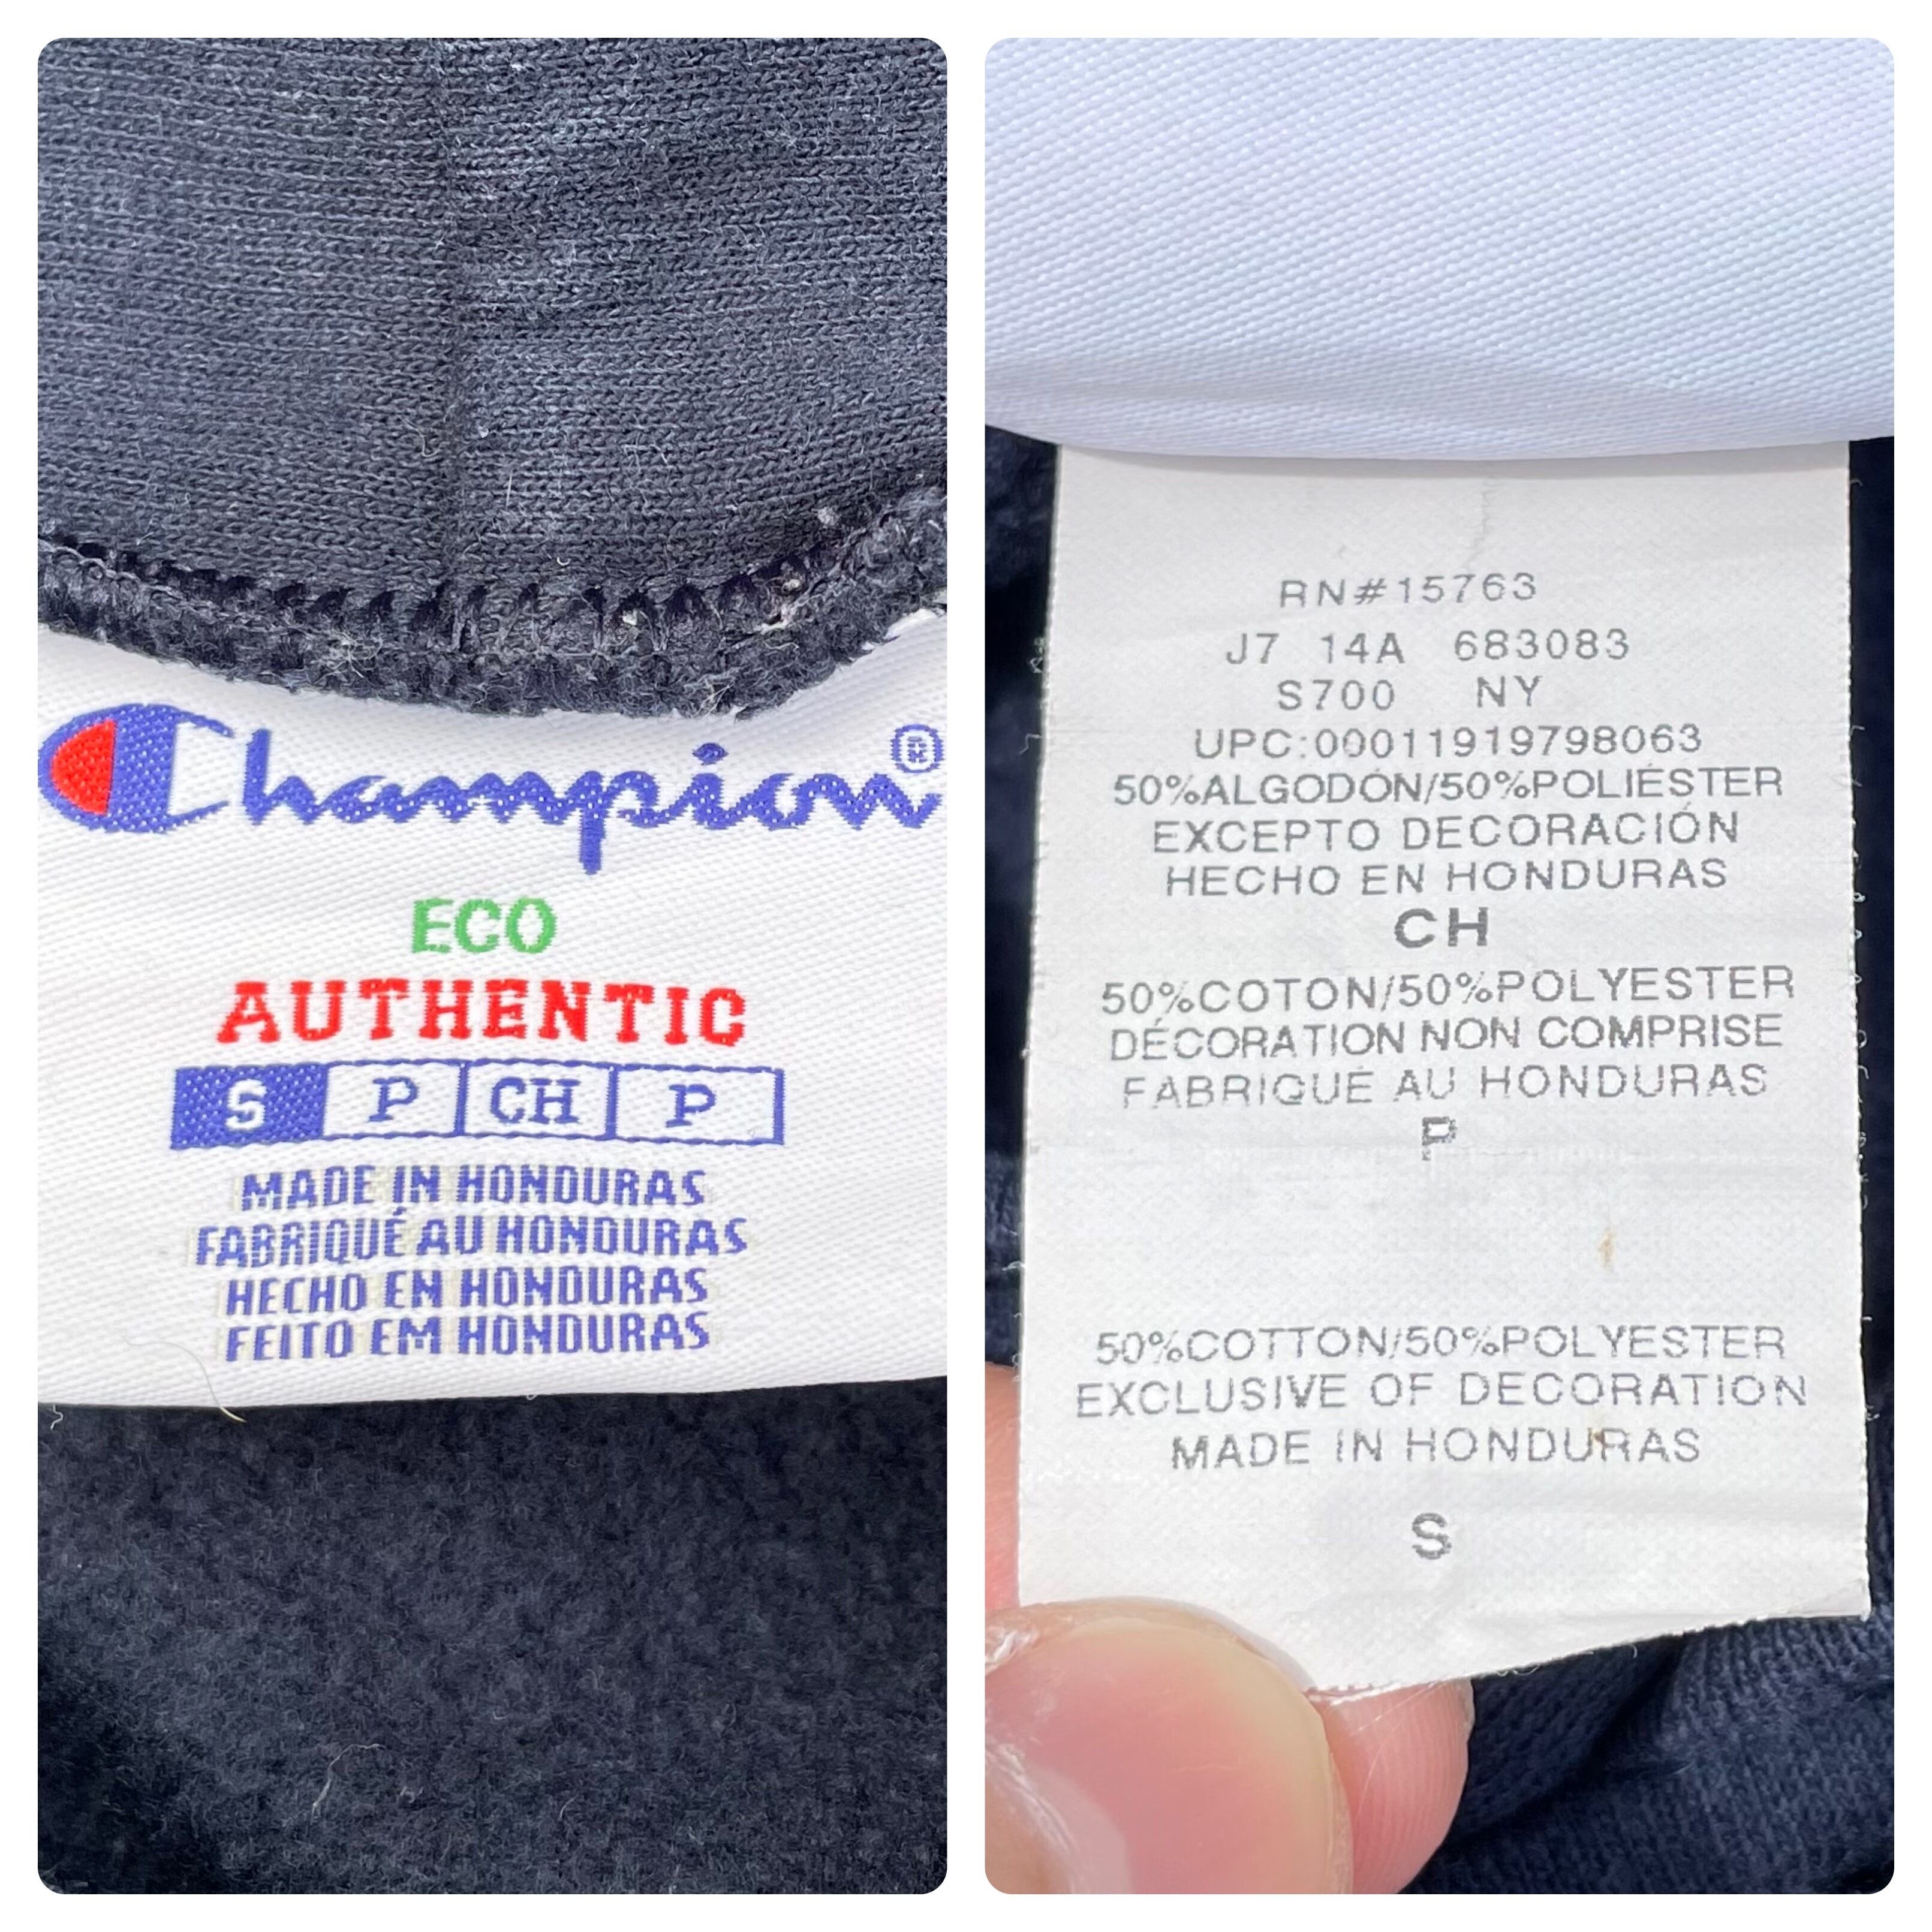 Champion®
ECO
AUTHENTIC
S P CH P
MADE IN HONDURAS
FABRIQUÉ AU HONDURAS
HECHO EN HONDURAS
FEITO EM HONDURAS
RN#15763
J7 14A 683083
S700 NY
UPC:00011919798063
50%ALGODÓN/50%POLIÉSTER
EXCEPTO DECORACIÓN
HECHO EN HONDURAS
CH
50%COTON/50%POLYESTER
DÉCORATION NON COMPRISE
FABRIQUÉ AU HONDURAS
P
50%COTTON/50%POLYESTER
EXCLUSIVE OF DECORATION
MADE IN HONDURAS
S